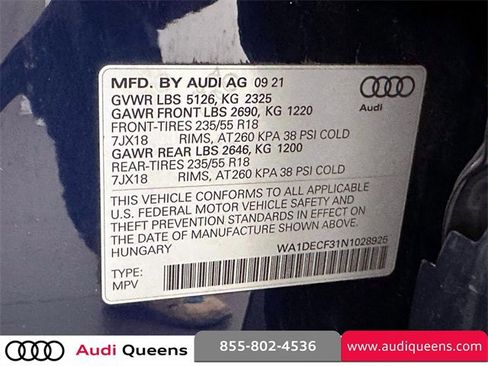 MFD. BY AUDI AG 09 21
GVWR LBS 5126, KG 2325
GAWR FRONT LBS 2690, KG 1220
FRONT-TIRES 235/55 R18
7JX18 RIMS, AT260 KPA 38 PSI COLD
GAWR REAR LBS 2646, KG 1200
REAR-TIRES 235/55 R18
7JX18 RIMS, AT260 KPA 38 PSI COLD
Audi
THIS VEHICLE CONFORMS TO ALL APPLICABLE
U.S. FEDERAL MOTOR VEHICLE SAFETY AND
THEFT PREVENTION STANDARDS IN EFFECT ON
THE DATE OF MANUFACTURE SHOWN ABOVE.
HUNGARY
WA1DECF31N1028925
TYPE:
MPV
Audi Queens
855-802-4536
www.audiqueens.com